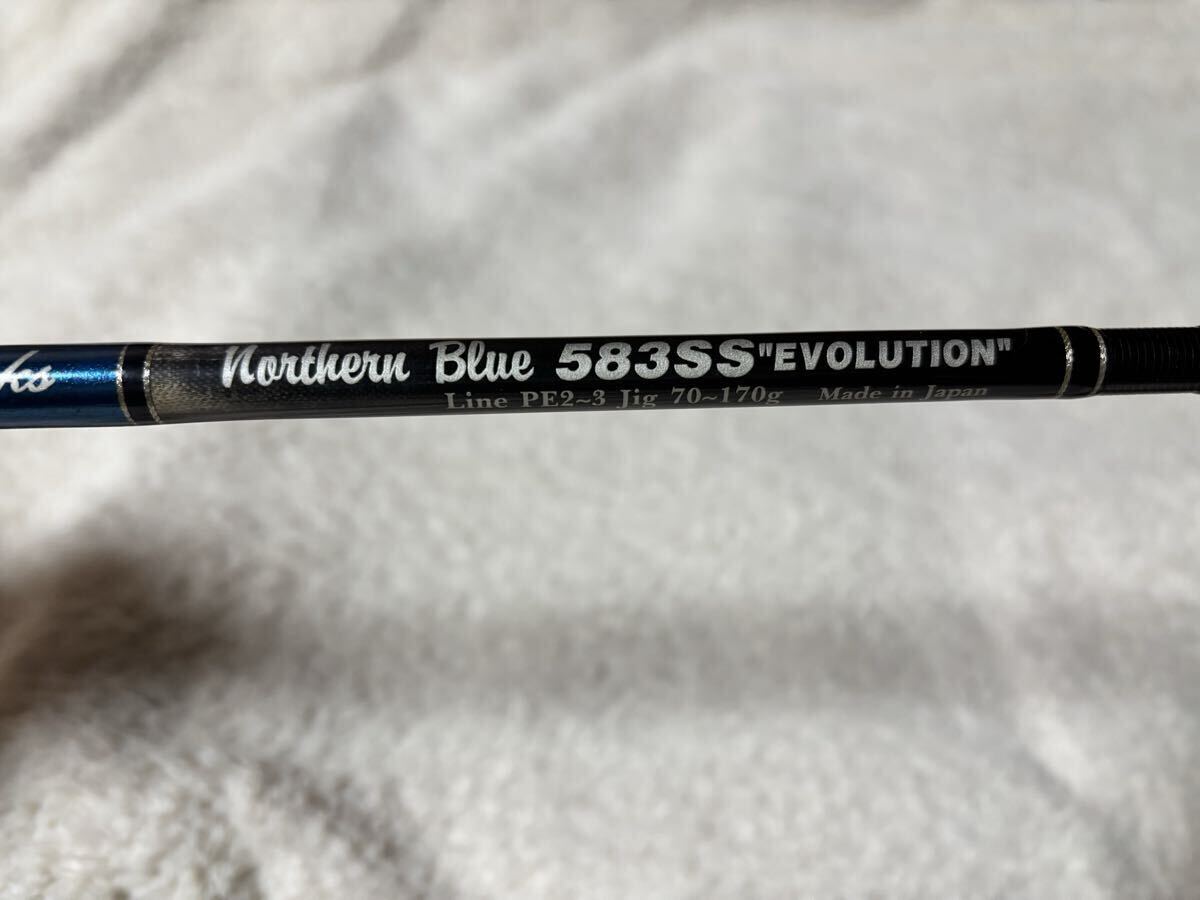 Northern Blue 583SS "EVOLUTION"
Line PE2~3 Jig 70~170g Made in Japan